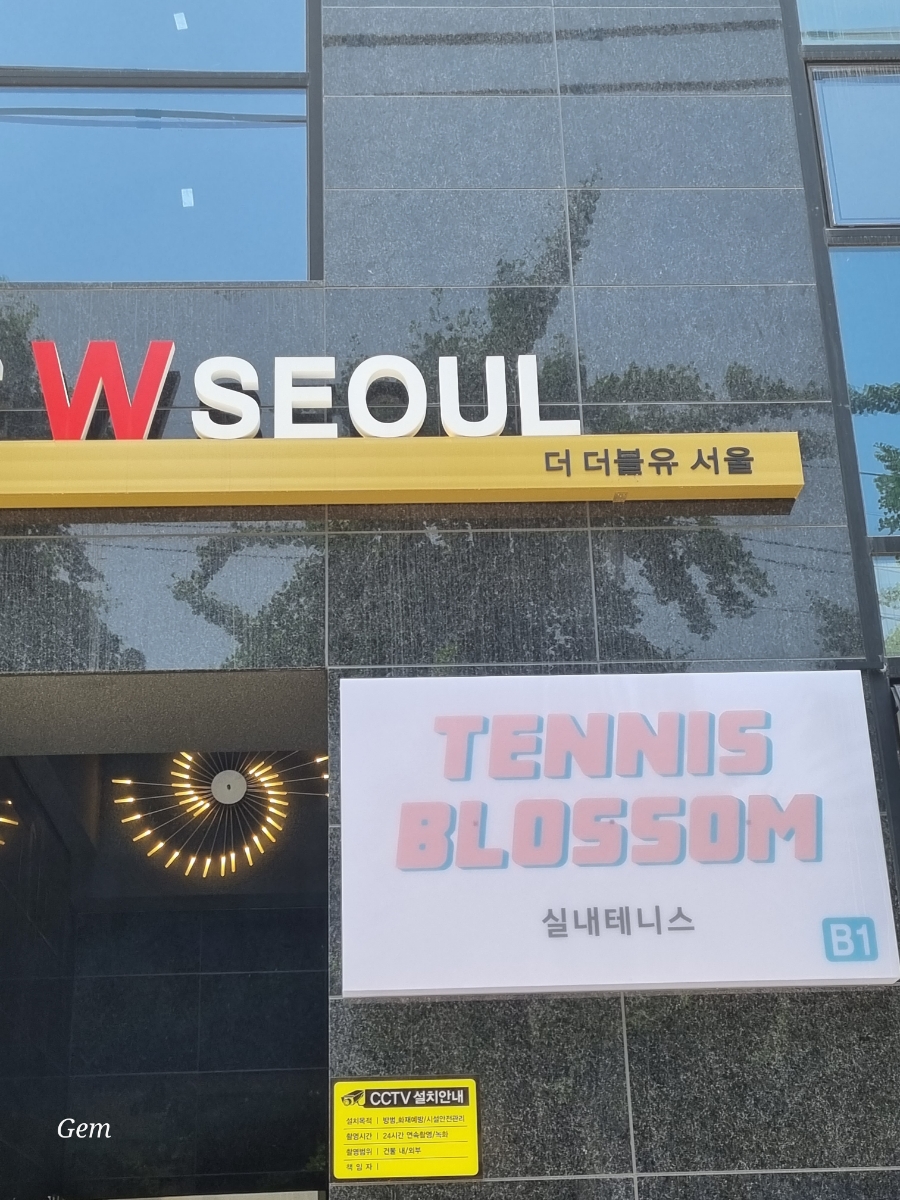 W SEOUL
더 더블유 서울
TENNIS
BLOSSOM
실내테니스
B1
CCTV 설치안내
설치목적 | 방범,화재예방/시설안전관리
촬영시간 | 24시간 연속촬영/녹화
촬영범위 | 건물 내/외부
책 임 자 |
Gem